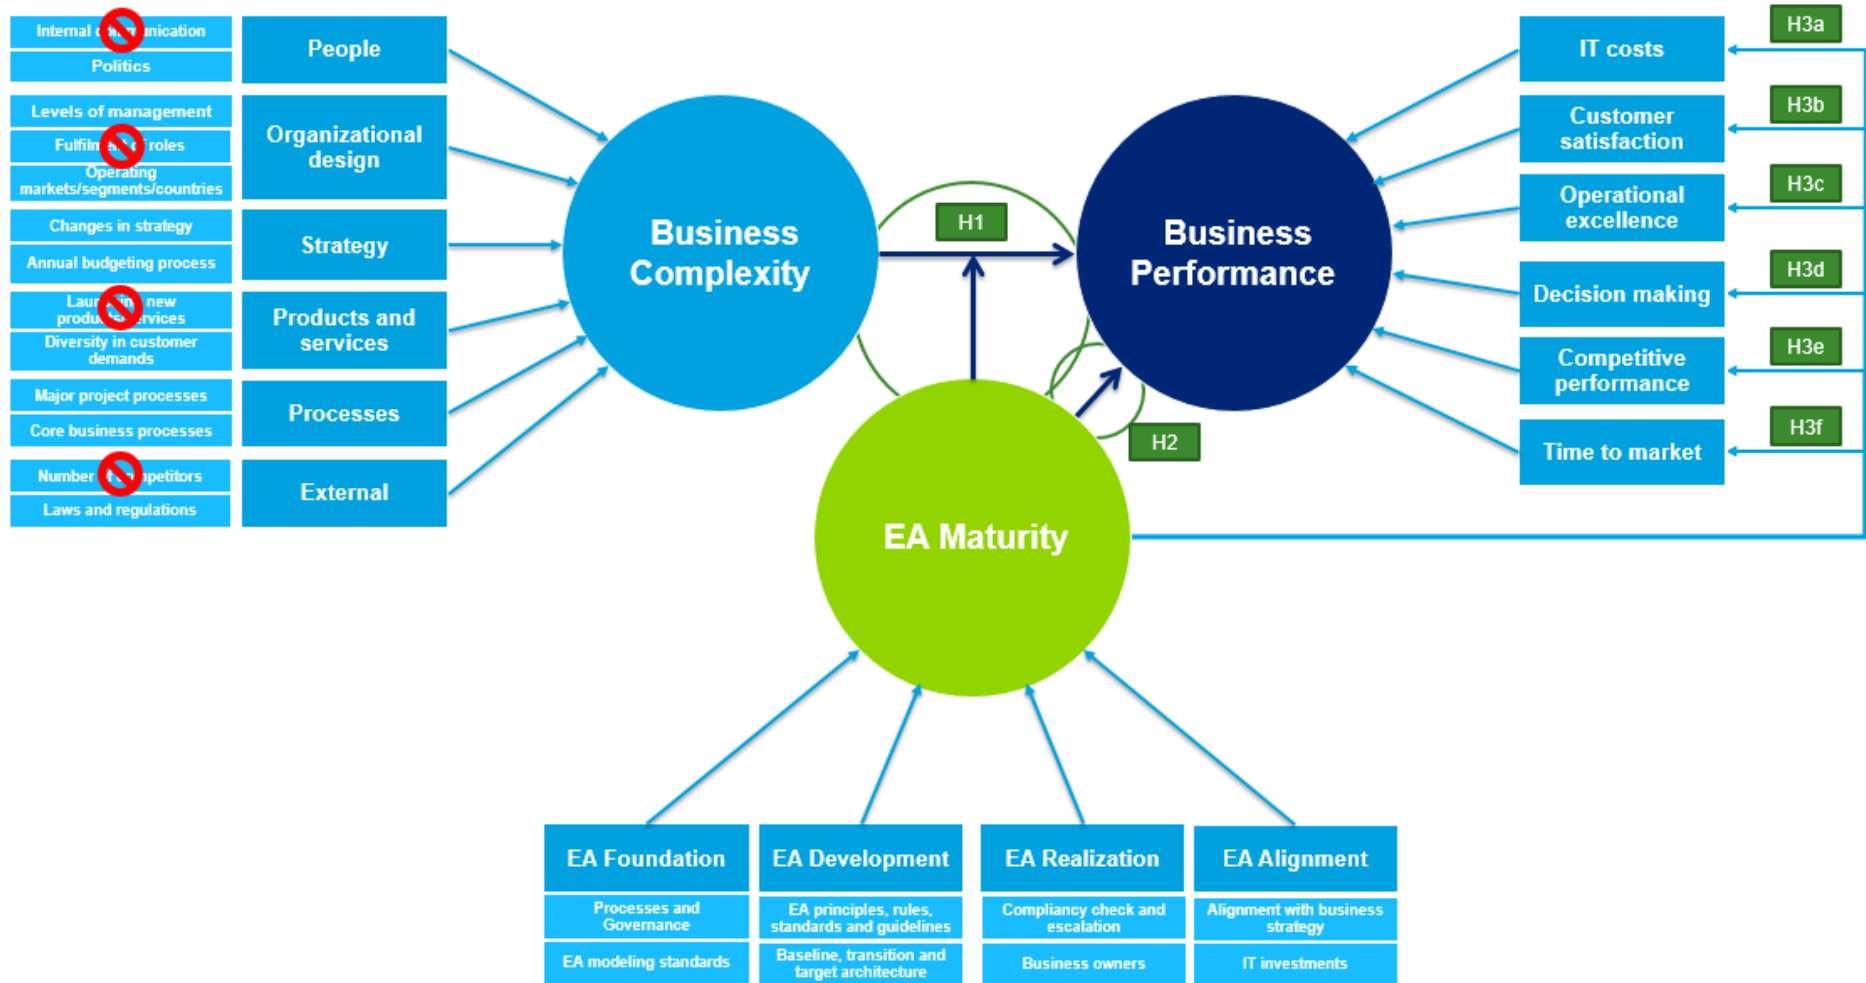 Internal
Politics
People
Levels of management
roles
Operating
markets/segments/countries
Organizational
design
Changes in strategy
Annual budgeting process
Strategy
new
Diversity in customer
demands
Products and
services
Major project processes
Core business processes
Processes
Number
Laws and regulations
External
Business
Complexity
H1
Business
Performance
H2
EA Maturity
IT costs
H3a
Customer
satisfaction
H3b
Operational
excellence
H3c
Decision making
H3d
Competitive
performance
H3e
Time to market
H3f
EA Foundation
Processes and
Governance
EA modeling standards
EA Development
EA principles, rules,
standards and guidelines
Baseline, transition and
target architecture
EA Realization
Compliancy check and
escalation
Business owners
EA Alignment
Alignment with business
strategy
IT investments